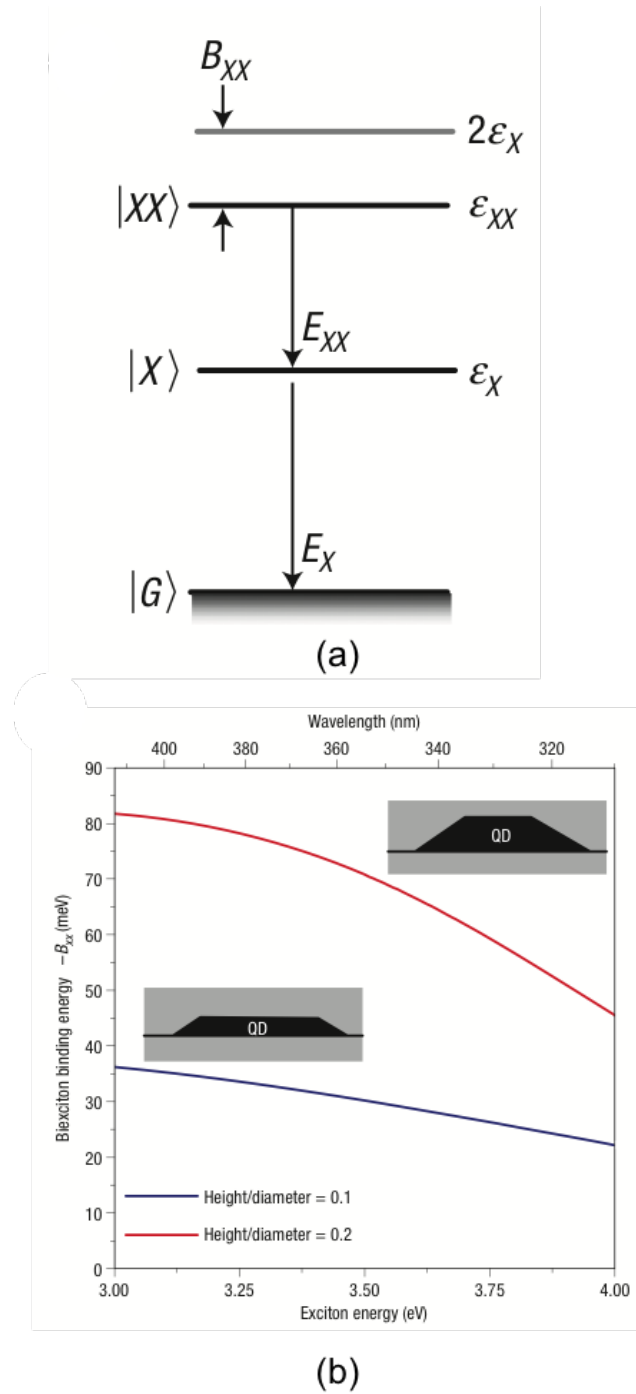 B_XX
2ε_X
|XX⟩
ε_XX
E_XX
|X⟩
ε_X
E_X
|G⟩
(a)
Wavelength (nm)
400 380 360 340 320
90
80
70
60
50
40
30
20
10
0
Biexciton binding energy –B_xx (meV)
QD
QD
Height/diameter = 0.1
Height/diameter = 0.2
3.00 3.25 3.50 3.75 4.00
Exciton energy (eV)
(b)